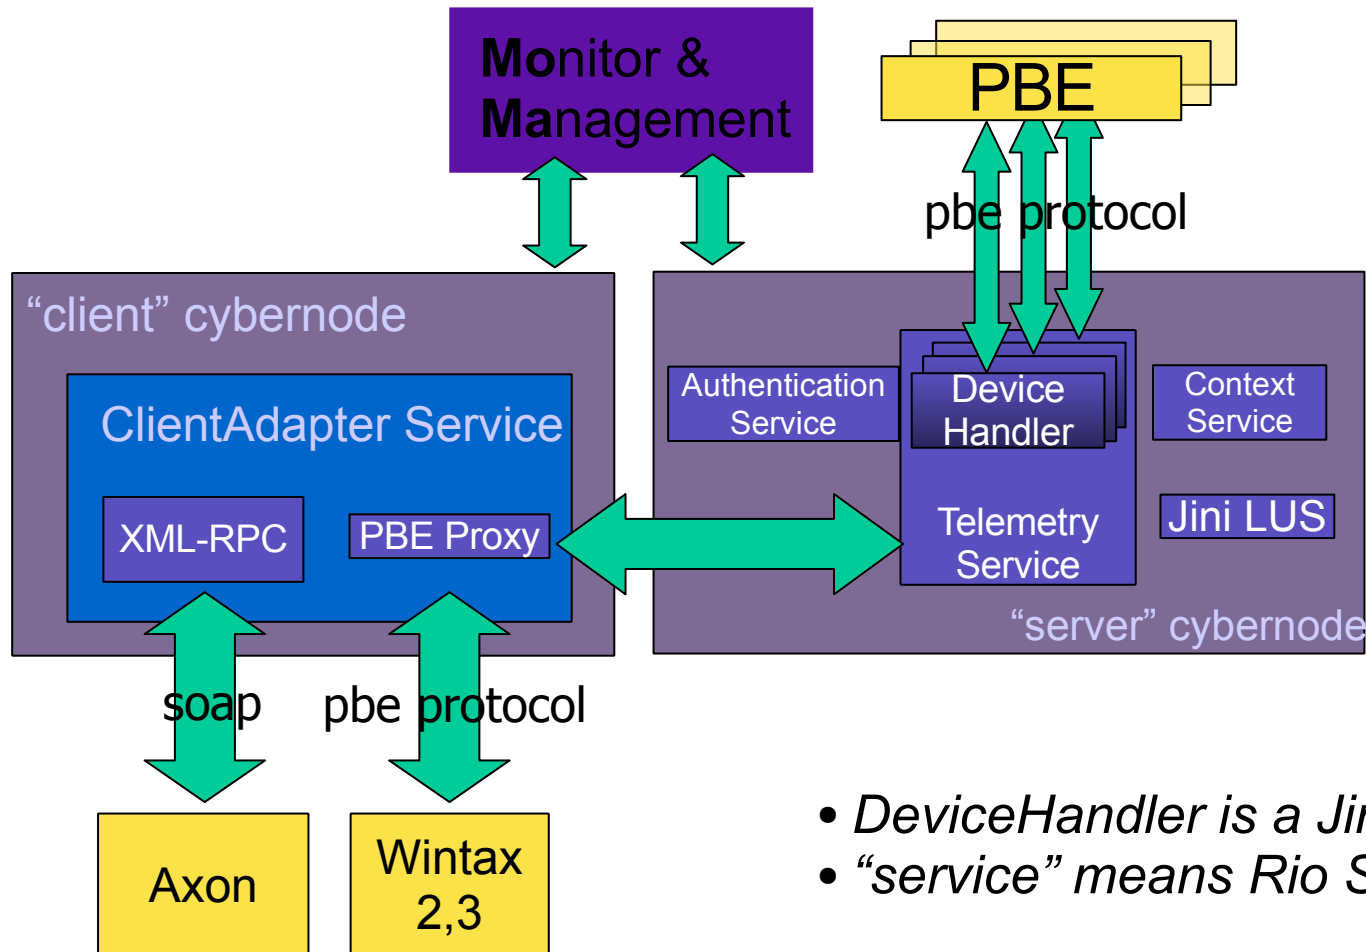 Monitor &
Management
PBE
pbe protocol
“client” cybernode
ClientAdapter Service
XML-RPC
PBE Proxy
Authentication
Service
Device
Handler
Context
Service
Telemetry
Service
Jini LUS
“server” cybernode
soap
pbe protocol
Axon
Wintax
2,3
• DeviceHandler is a
• “service” means Rio